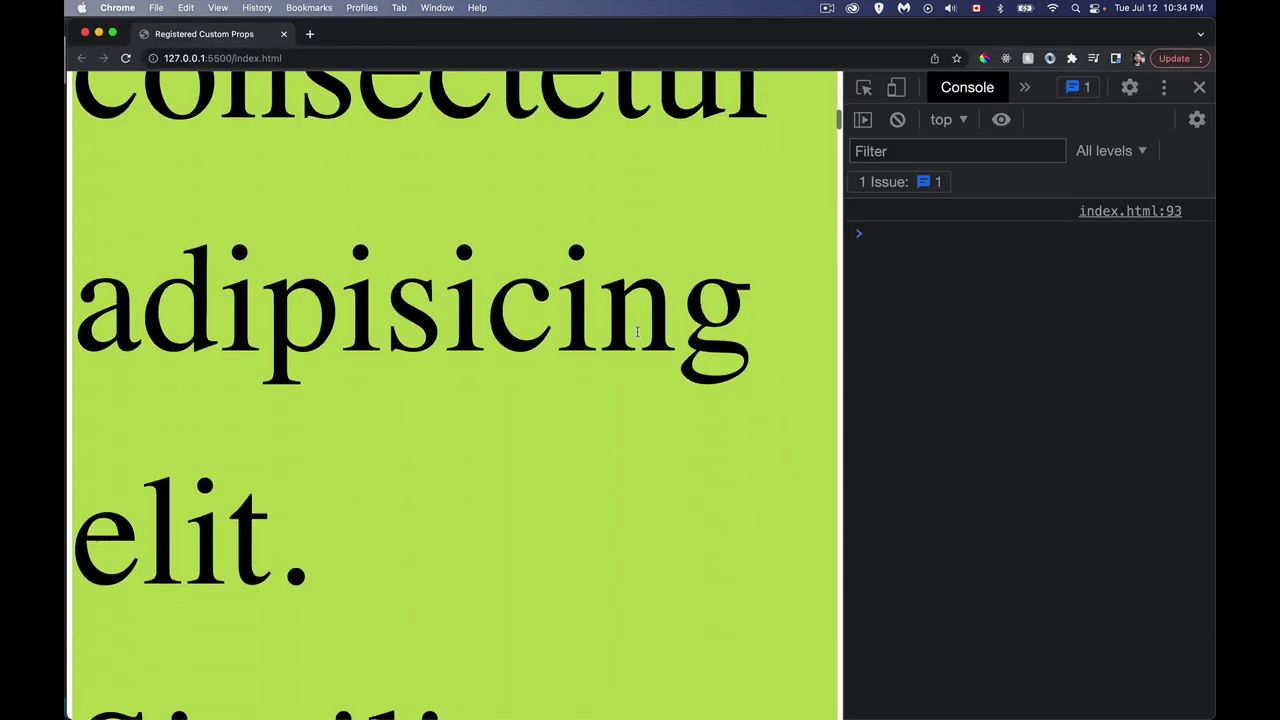 Chrome File Edit View History Bookmarks Profiles Tab Window Help Tue Jul 12 10:34 PM
Registered Custom Props
127.0.0.1:5500/index.html Update
consectetur
adipisicing
elit.
Console 1
top
Filter All levels
1 Issue: 1
index.html:93